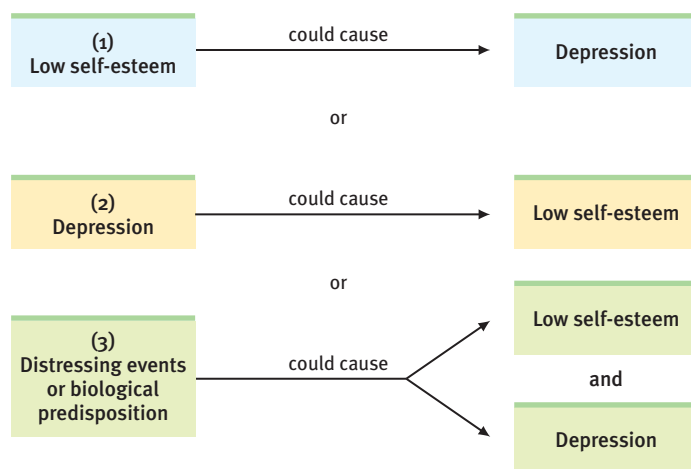 (1)
Low self-esteem
could cause
Depression
or
(2)
Depression
could cause
Low self-esteem
or
(3)
Distressing events
or biological
predisposition
could cause
Low self-esteem
and
Depression